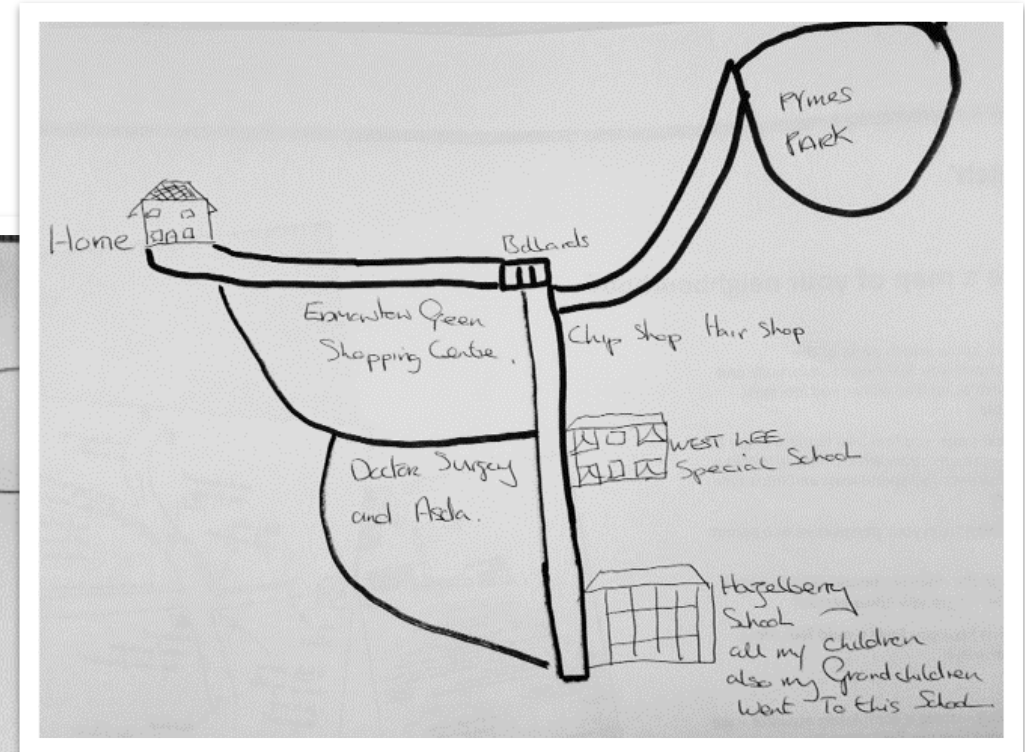 PYMES
PARK
Home
Bollards
Edmonton Green
Shopping Centre.
Chip Shop Hair Shop
WEST LEE
Special School
Doctor Surgey
and Asda.
Hazelberry
School
all my children
also my Grandchildren
Went To this School.